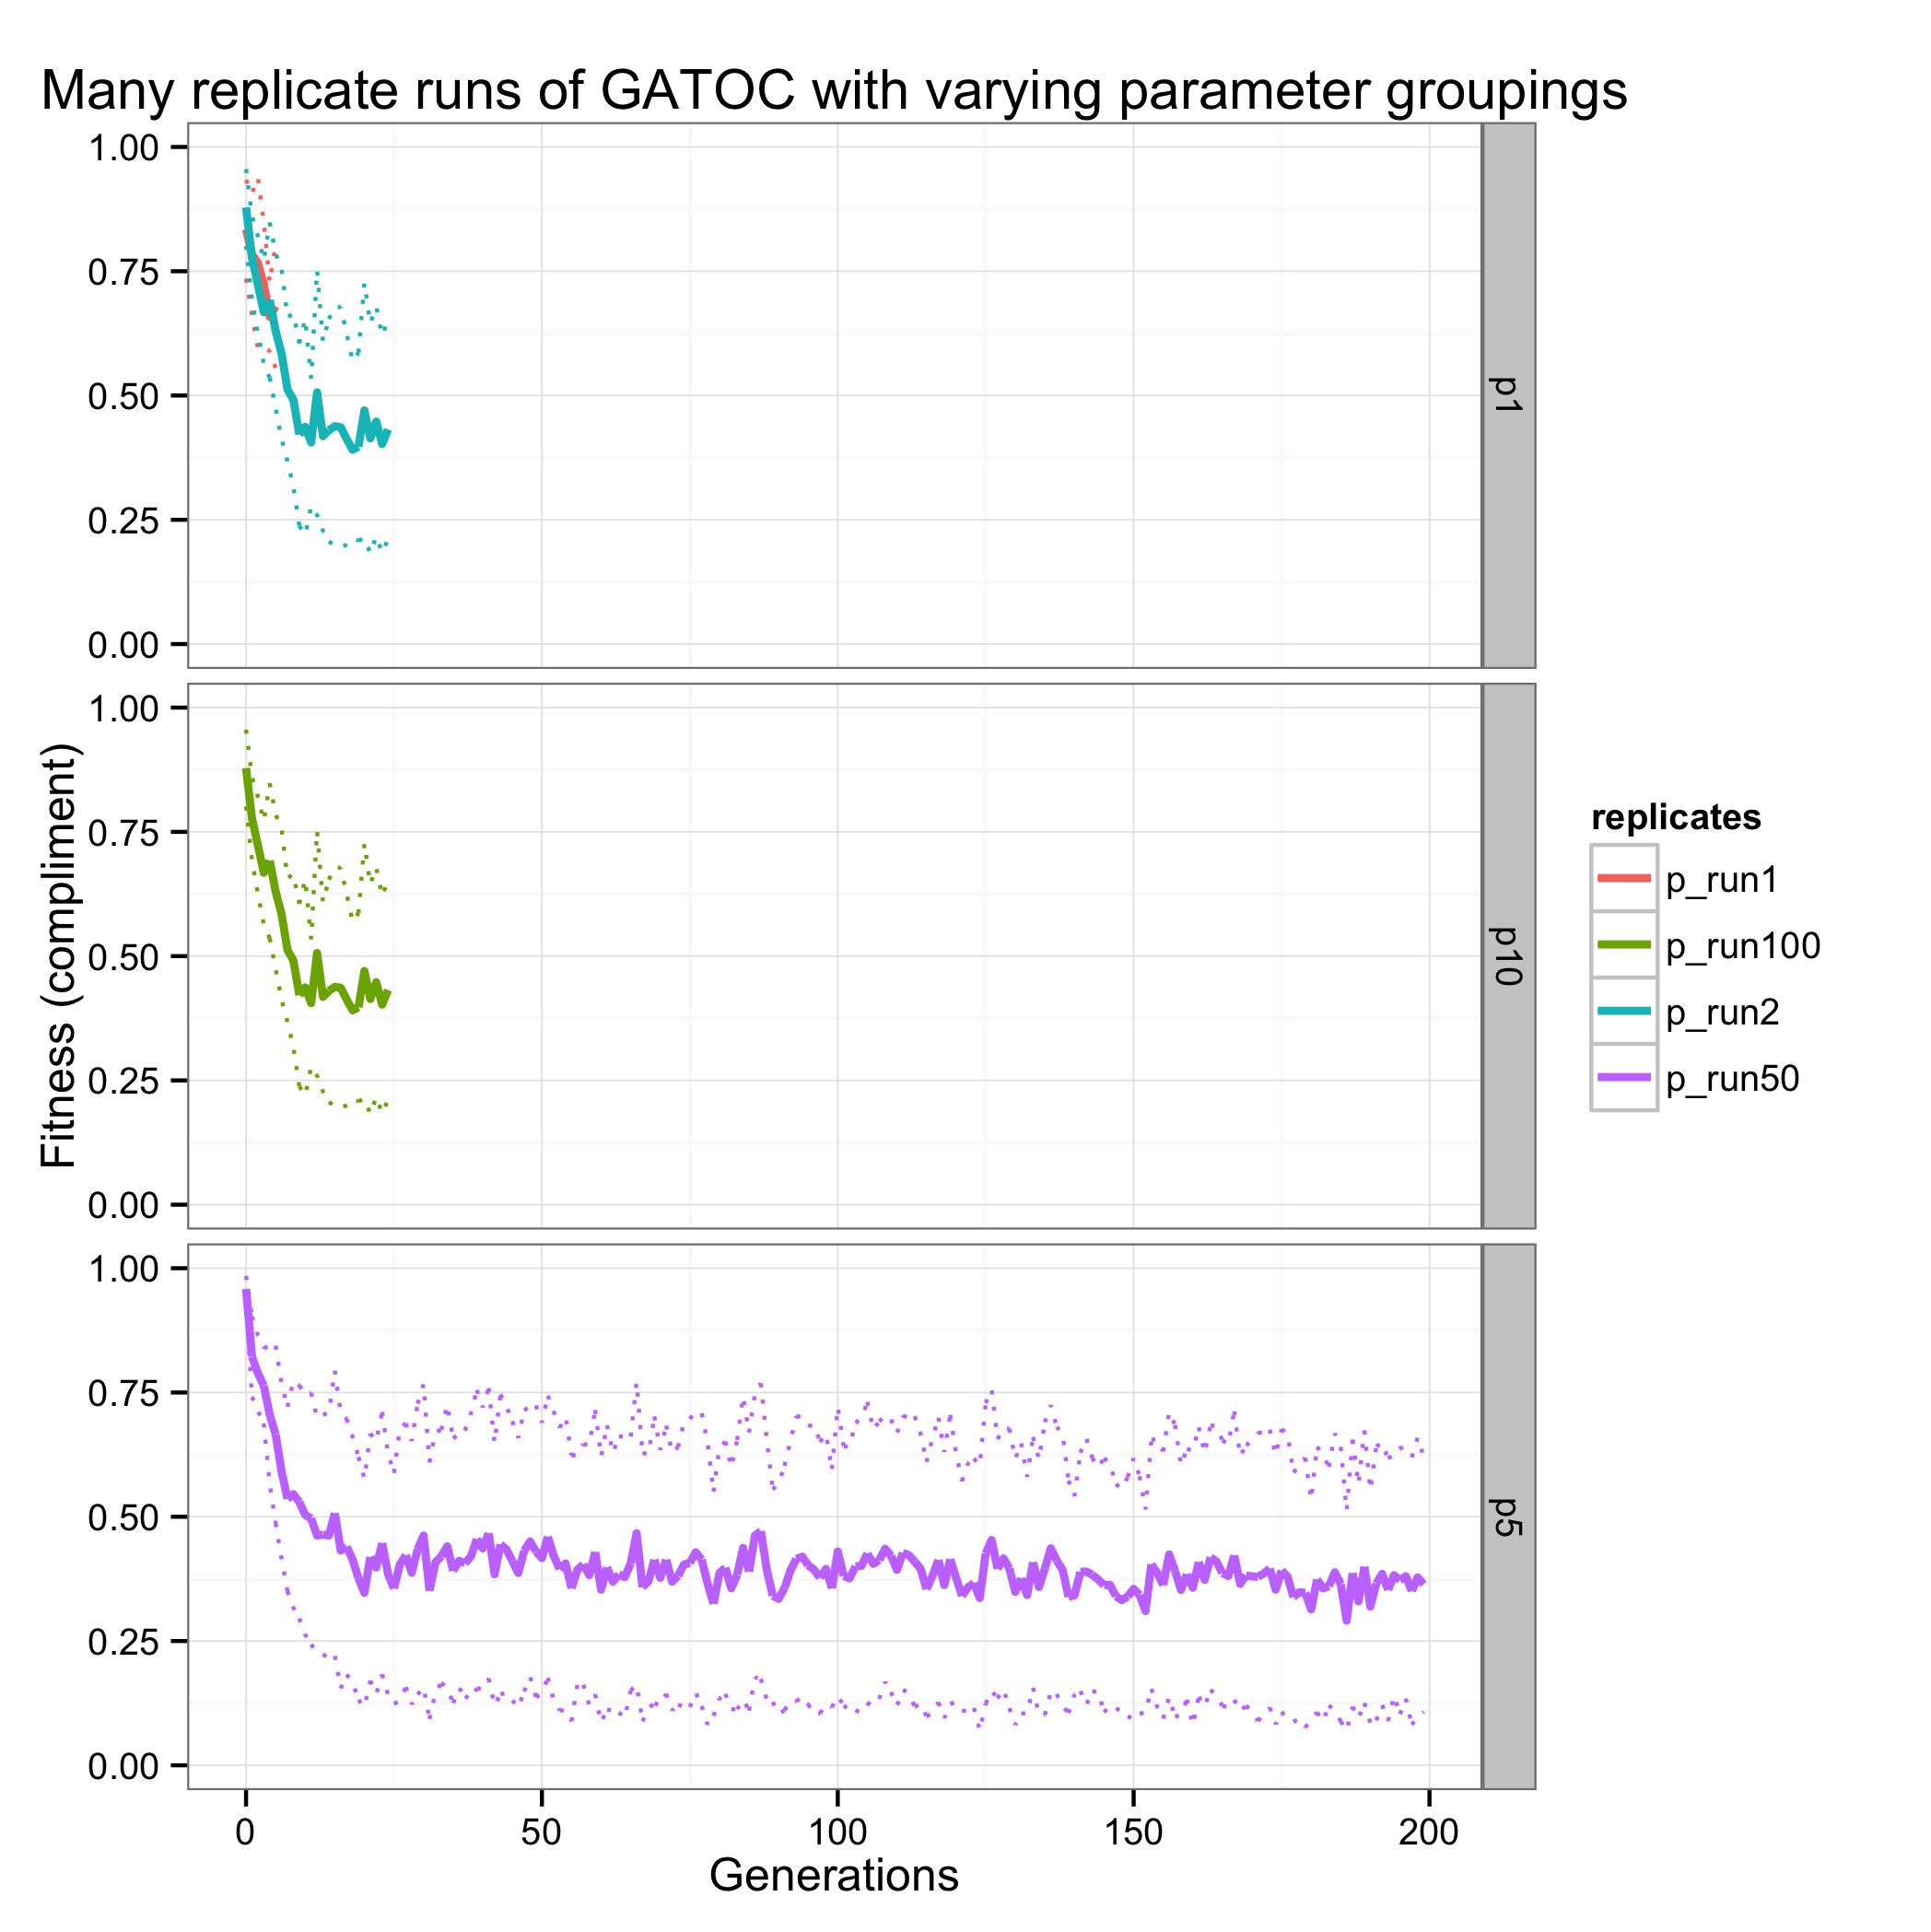 Many replicate runs of GATOC with varying parameter groupings
1.00
0.75
0.50
0.25
0.00
p1
1.00
0.75
0.50
0.25
0.00
p10
1.00
0.75
0.50
0.25
0.00
p5
Fitness (compliment)
0 50 100 150 200
Generations
replicates
p_run1
p_run100
p_run2
p_run50